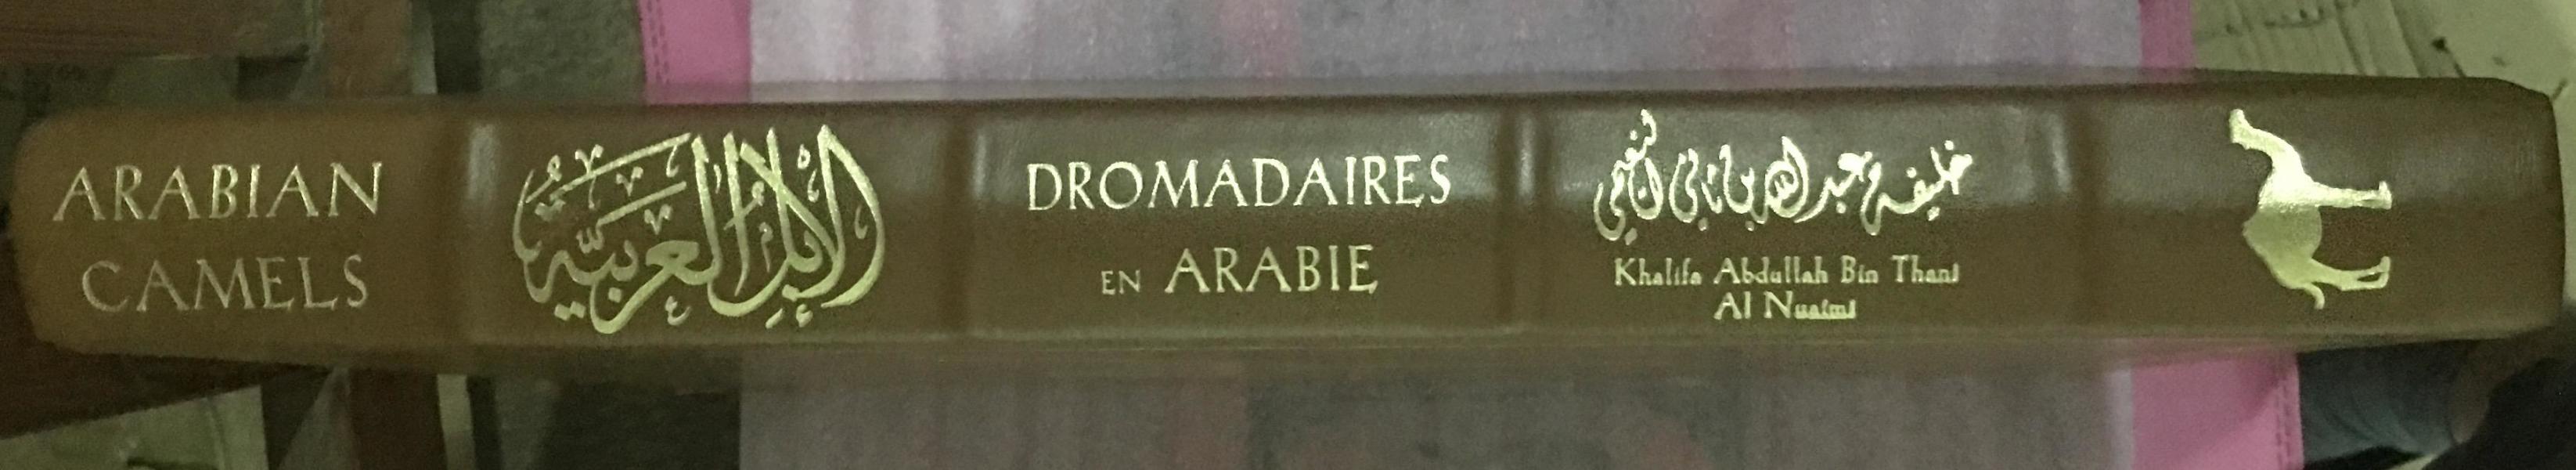 ARABIAN
CAMELS
الإبل العربية
DROMADAIRES
EN ARABIE
خليفة عبد الله بن ثاني النعيمي
Khalifa Abdullah Bin Thani
Al Nuaimi